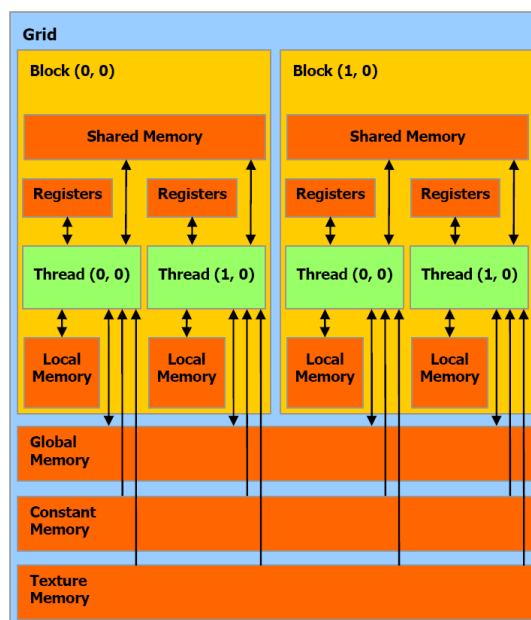 Grid
Block (0, 0)
Block (1, 0)
Shared Memory
Shared Memory
Registers
Registers
Registers
Registers
Thread (0, 0)
Thread (1, 0)
Thread (0, 0)
Thread (1, 0)
Local
Memory
Local
Memory
Local
Memory
Local
Memory
Global
Memory
Constant
Memory
Texture
Memory